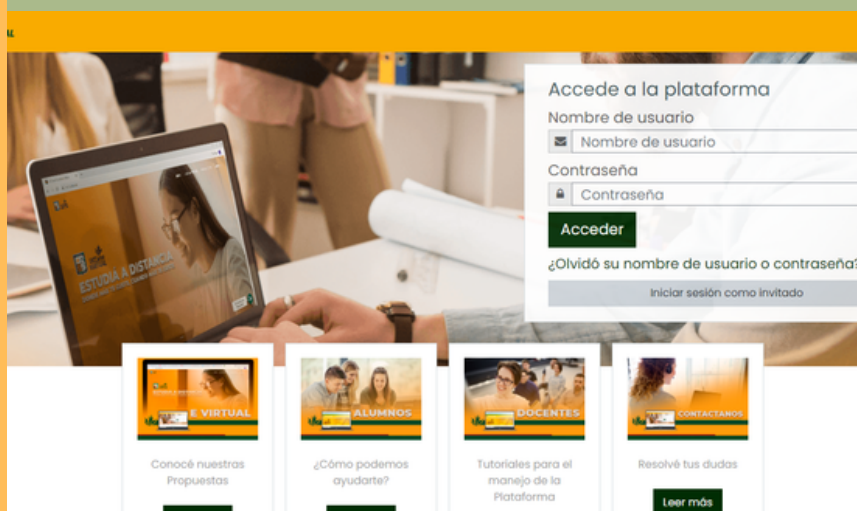 Accede a la plataforma
Nombre de usuario
Nombre de usuario
Contraseña
Contraseña
Acceder
¿Olvidó su nombre de usuario o contraseña?
Iniciar sesión como invitado
ESTUDIA A DISTANCIA
E VIRTUAL
ALUMNOS
DOCENTES
CONTACTANOS
Conocé nuestras
Propuestas
¿Cómo podemos
ayudarte?
Tutoriales para el
manejo de la
Plataforma
Resolvé tus dudas
Leer más